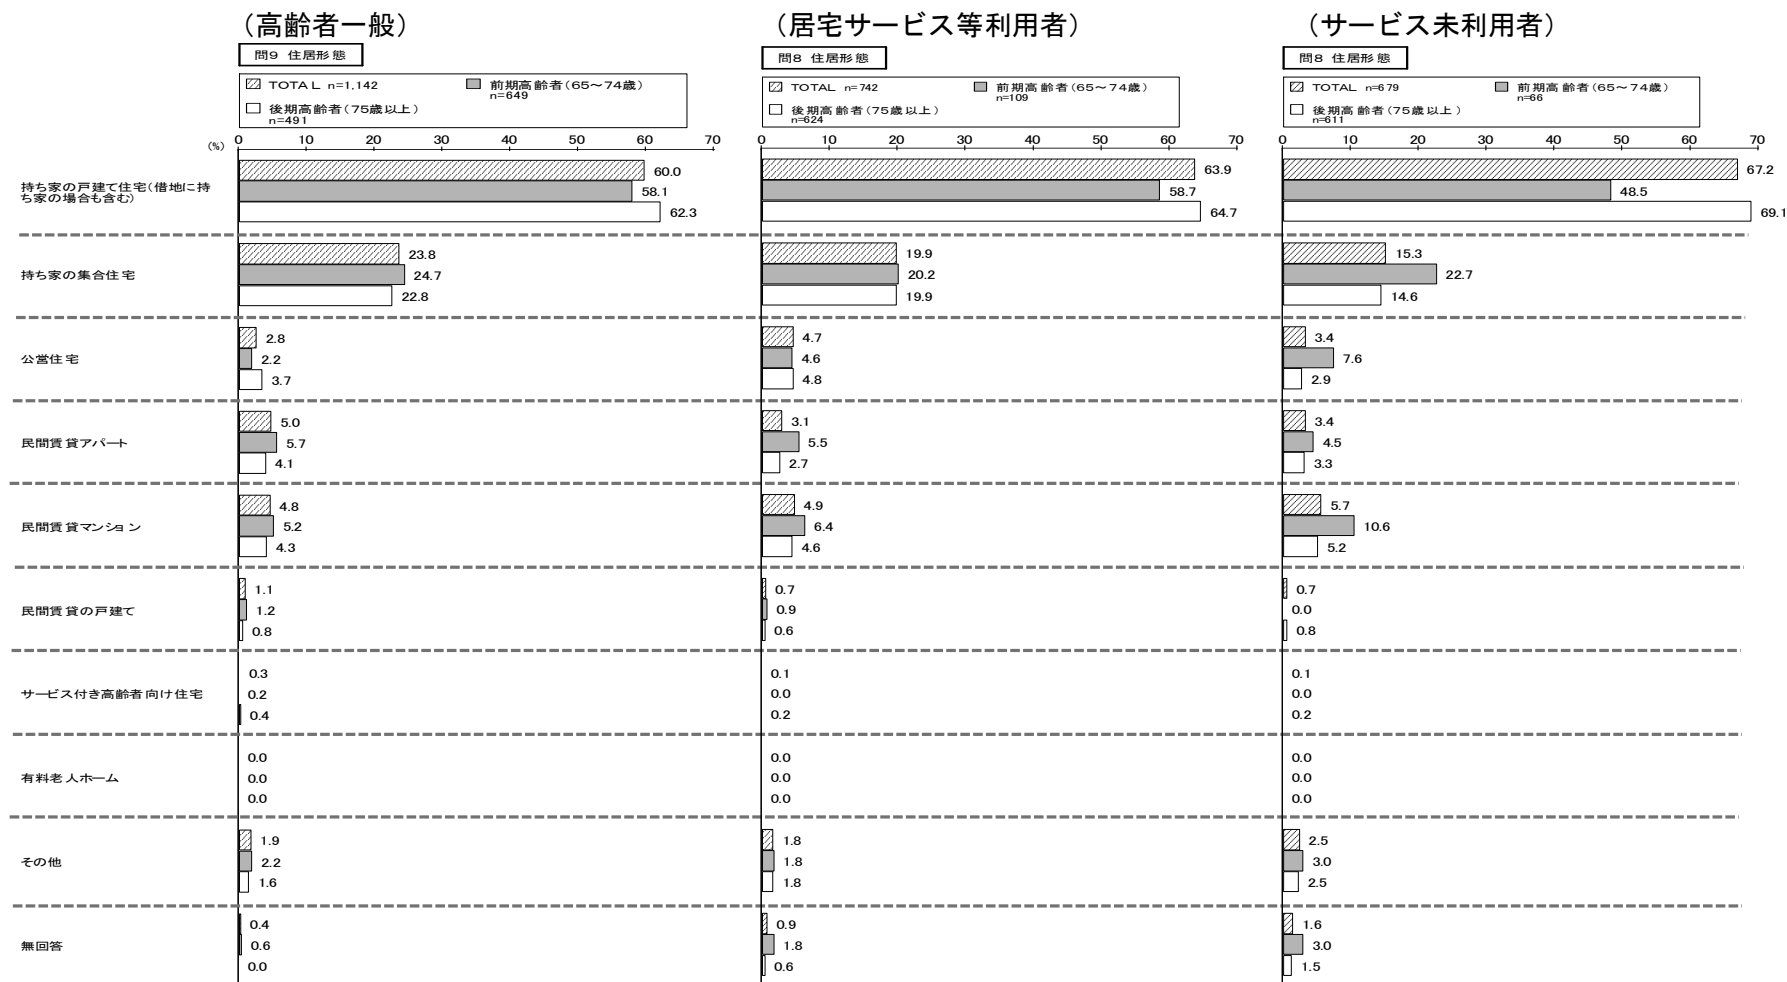 （高齢者一般）
問9 住居形態
TOTAL n=1,142
前期高齢者（65～74歳）
n=649
後期高齢者（75歳以上）
n=491
（居宅サービス等利用者）
問8 住居形態
TOTAL n=742
前期高齢者（65～74歳）
n=109
後期高齢者（75歳以上）
n=624
（サービス未利用者）
問8 住居形態
TOTAL n=679
前期高齢者（65～74歳）
n=66
後期高齢者（75歳以上）
n=611
(%)
0 10 20 30 40 50 60 70
0 10 20 30 40 50 60 70
0 10 20 30 40 50 60 70
持ち家の戸建て住宅（借地に持
ち家の場合も含む）
60.0 63.9 67.2
58.1 58.7 48.5
62.3 64.7 69.1
持ち家の集合住宅
23.8 19.9 15.3
24.7 20.2 22.7
22.8 19.9 14.6
公営住宅
2.8 4.7 3.4
2.2 4.6 7.6
3.7 4.8 2.9
民間賃貸アパート
5.0 3.1 3.4
5.7 5.5 4.5
4.1 2.7 3.3
民間賃貸マンション
4.8 4.9 5.7
5.2 6.4 10.6
4.3 4.6 5.2
民間賃貸の戸建て
1.1 0.7 0.7
1.2 0.9 0.0
0.8 0.6 0.8
サービス付き高齢者向け住宅
0.3 0.1 0.1
0.2 0.0 0.0
0.4 0.2 0.2
有料老人ホーム
0.0 0.0 0.0
0.0 0.0 0.0
0.0 0.0 0.0
その他
1.9 1.8 2.5
2.2 1.8 3.0
1.6 1.8 2.5
無回答
0.4 0.9 1.6
0.6 1.8 3.0
0.0 0.6 1.5